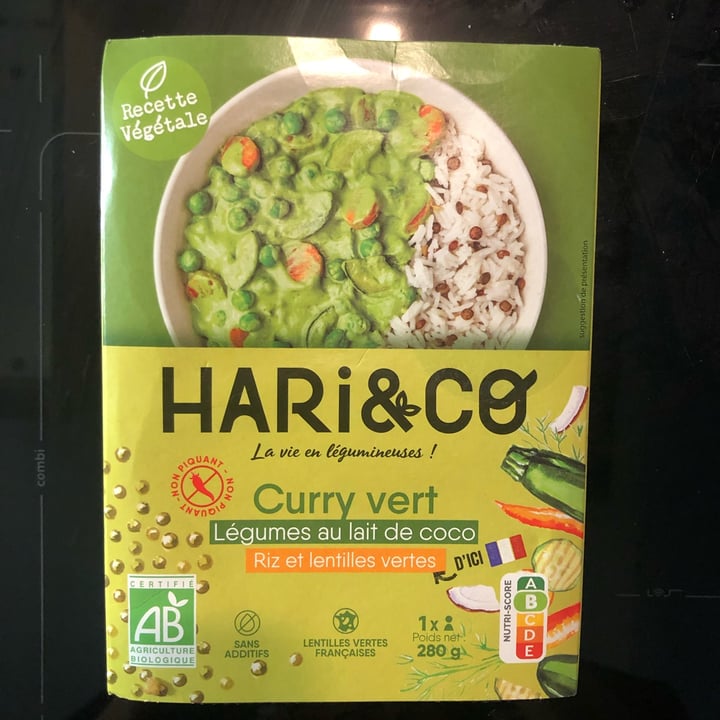 Recette
Végétale
suggestion de présentation
HARi&CO
La vie en légumineuses !
NON PIQUANT - NON PIQUANT -
Curry vert
Légumes au lait de coco
Riz et lentilles vertes
D'ICI
CERTIFIÉ
AB
AGRICULTURE
BIOLOGIQUE
SANS
ADDITIFS
LENTILLES VERTES
FRANÇAISES
1x
Poids net:
280 g
NUTRI-SCORE
A
B
C
D
E
combi